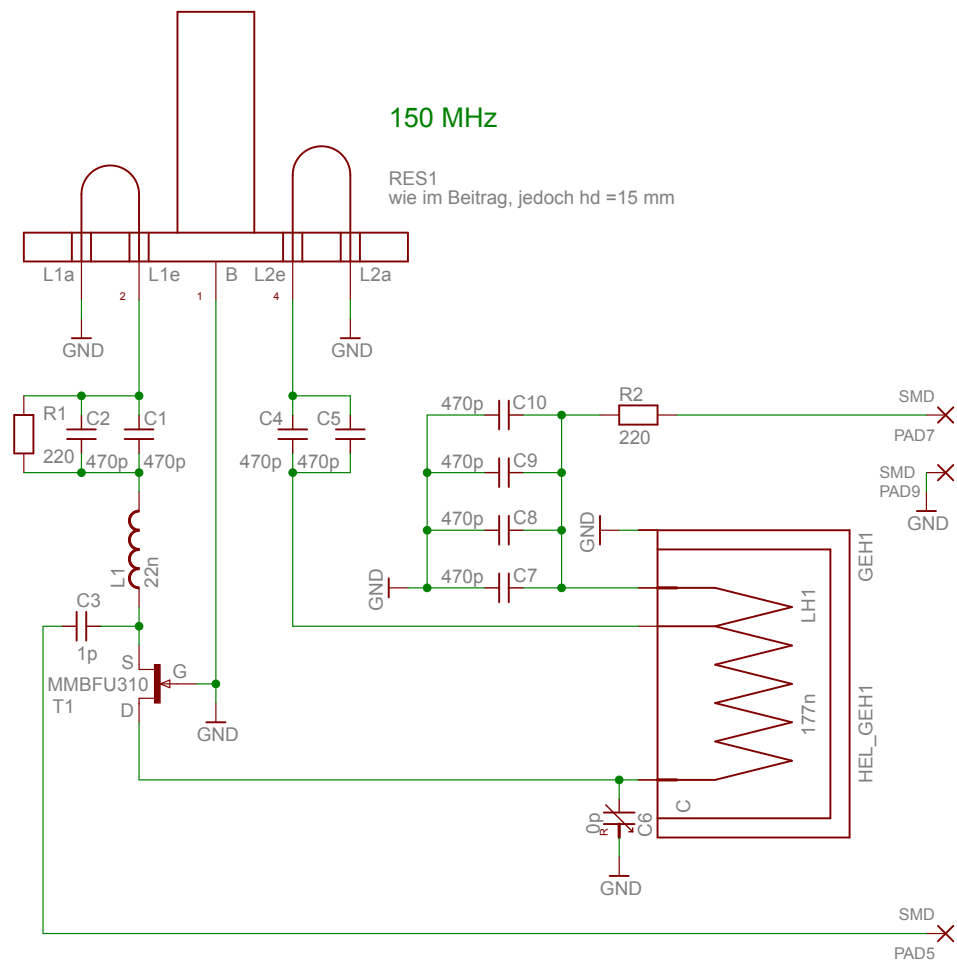 150 MHz
RES1
wie im Beitrag, jedoch hd =15 mm
L1a
L1e
B
L2e
L2a
2
1
4
GND
GND
R1
220
C2
470p
C1
470p
C4
470p
C5
470p
470p
C10
R2
220
SMD
PAD7
470p
C9
SMD
PAD9
GND
470p
C8
GND
470p
C7
GND
GEH1
LH1
177n
HEL_GEH1
C
L1
22n
C3
1p
S
G
MMBFU310
T1
D
GND
0p
R
C6
GND
SMD
PAD5